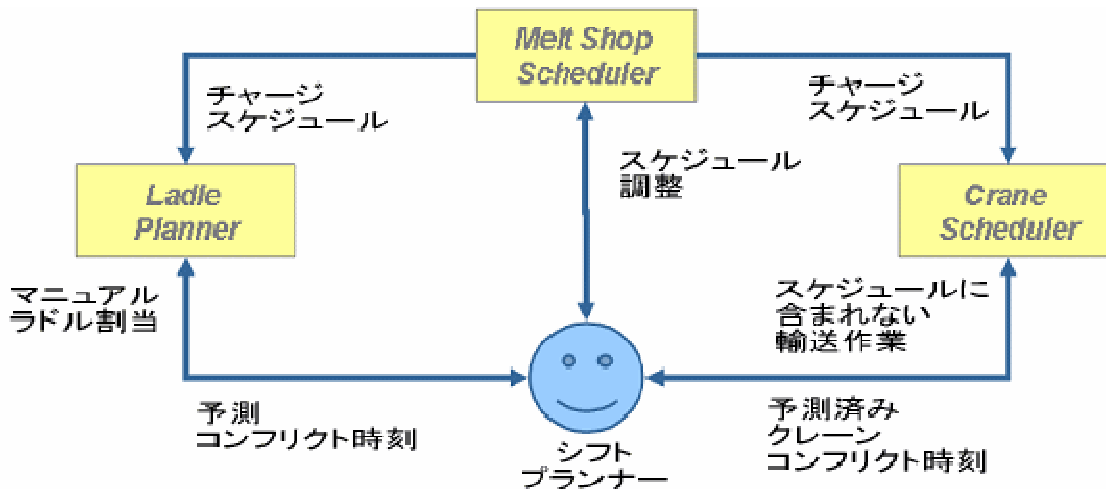 Melt Shop
Scheduler
チャージ
スケジュール
チャージ
スケジュール
スケジュール
調整
Ladle
Planner
Crane
Scheduler
マニュアル
ラドル割当
スケジュールに
含まれない
輸送作業
予測
コンフリクト時刻
シフト
プランナー
予測済み
クレーン
コンフリクト時刻